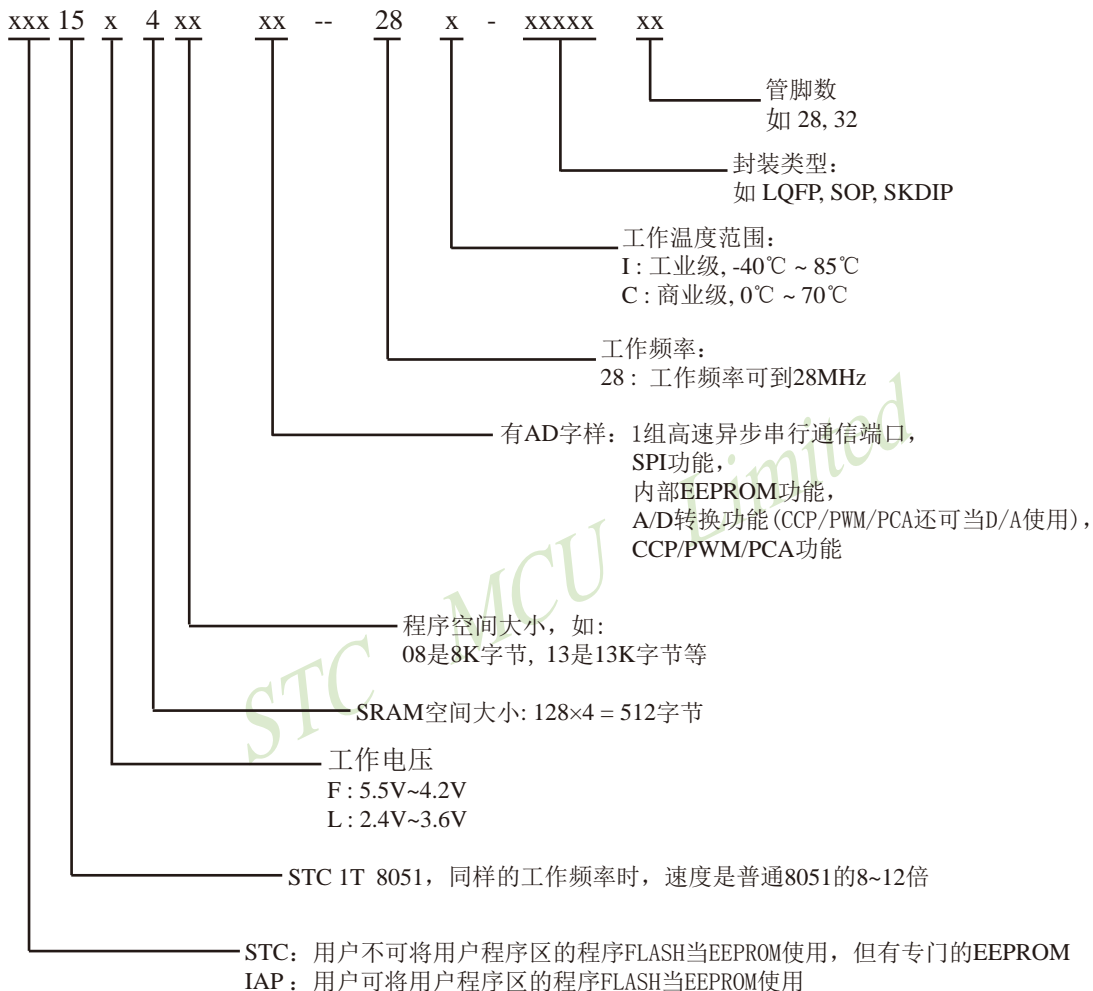 xxx 15 x 4 xx xx -- 28 x - xxxxx xx
管脚数
如 28, 32
封装类型：
如 LQFP, SOP, SKDIP
工作温度范围：
I : 工业级, -40℃ ~ 85℃
C : 商业级, 0℃ ~ 70℃
工作频率：
28 : 工作频率可到28MHz
有AD字样：1组高速异步串行通信端口，
SPI功能，
内部EEPROM功能，
A/D转换功能(CCP/PWM/PCA还可当D/A使用)，
CCP/PWM/PCA功能
程序空间大小，如:
08是8K字节, 13是13K字节等
SRAM空间大小: 128×4 = 512字节
工作电压
F : 5.5V~4.2V
L : 2.4V~3.6V
STC 1T 8051，同样的工作频率时，速度是普通8051的8~12倍
STC：用户不可将用户程序区的程序FLASH当EEPROM使用，但有专门的EEPROM
IAP：用户可将用户程序区的程序FLASH当EEPROM使用
STC MCU Limited